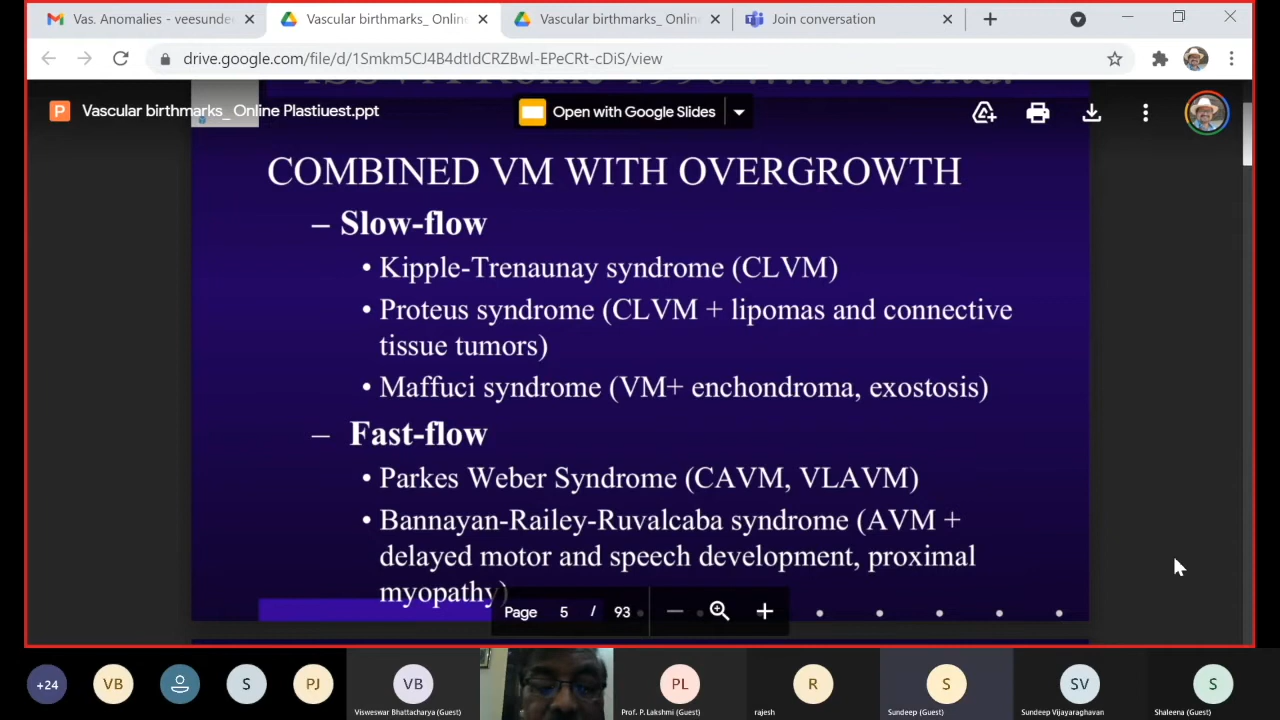 Vas. Anomalies - veesunde
Vascular birthmarks_ Onlin
Vascular birthmarks_ Onlin
Join conversation
drive.google.com/file/d/1Smkm5CJ4B4dtIdCRZBwl-EPeCRt-cDiS/view
Vascular birthmarks_ Online Plastiuest.ppt
Open with Google Slides
COMBINED VM WITH OVERGROWTH
– Slow-flow
• Kipple-Trenaunay syndrome (CLVM)
• Proteus syndrome (CLVM + lipomas and connective
tissue tumors)
• Maffuci syndrome (VM+ enchondroma, exostosis)
– Fast-flow
• Parkes Weber Syndrome (CAVM, VLAVM)
• Bannayan-Railey-Ruvalcaba syndrome (AVM +
delayed motor and speech development, proximal
myopathy)
Page 5 / 93
+24
VB
S
PJ
VB
PL
R
S
SV
S
Visweswar Bhattacharya (Guest)
Prof. P. Lakshmi (Guest)
rajesh
Sundeep (Guest)
Sundeep Vijayaraghavan
Shaleena (Guest)